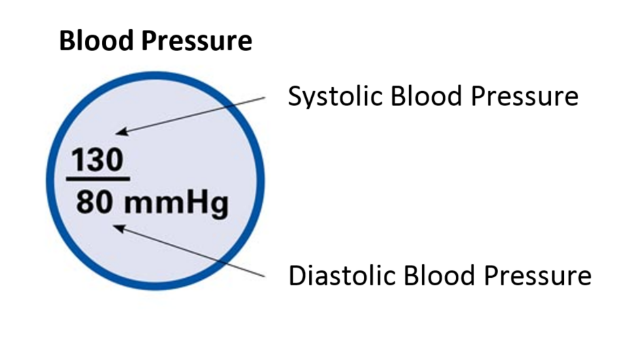 Blood Pressure
Systolic Blood Pressure
130
80 mmHg
Diastolic Blood Pressure